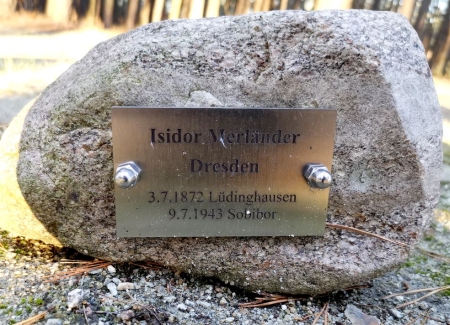 Isidor Merländer
Dresden
3.7.1872 Lüdinghausen
9.7.1943 Sobibor